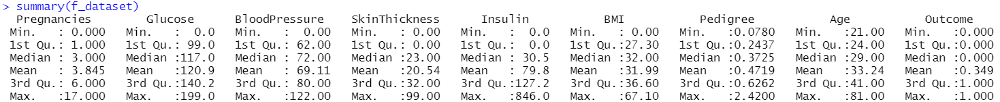 > summary(f_dataset)
  Pregnancies        Glucose      BloodPressure    SkinThickness      Insulin           BMI           Pedigree           Age           Outcome
 Min.   : 0.000   Min.   :  0.0   Min.   :  0.00   Min.   : 0.00   Min.   :  0.0   Min.   : 0.00   Min.   :0.0780   Min.   :21.00   Min.   :0.000
 1st Qu.: 1.000   1st Qu.: 99.0   1st Qu.: 62.00   1st Qu.: 0.00   1st Qu.:  0.0   1st Qu.:27.30   1st Qu.:0.2437   1st Qu.:24.00   1st Qu.:0.000
 Median : 3.000   Median :117.0   Median : 72.00   Median :23.00   Median : 30.5   Median :32.00   Median :0.3725   Median :29.00   Median :0.000
 Mean   : 3.845   Mean   :120.9   Mean   : 69.11   Mean   :20.54   Mean   : 79.8   Mean   :31.99   Mean   :0.4719   Mean   :33.24   Mean   :0.349
 3rd Qu.: 6.000   3rd Qu.:140.2   3rd Qu.: 80.00   3rd Qu.:32.00   3rd Qu.:127.2   3rd Qu.:36.60   3rd Qu.:0.6262   3rd Qu.:41.00   3rd Qu.:1.000
 Max.   :17.000   Max.   :199.0   Max.   :122.00   Max.   :99.00   Max.   :846.0   Max.   :67.10   Max.   :2.4200   Max.   :81.00   Max.   :1.000